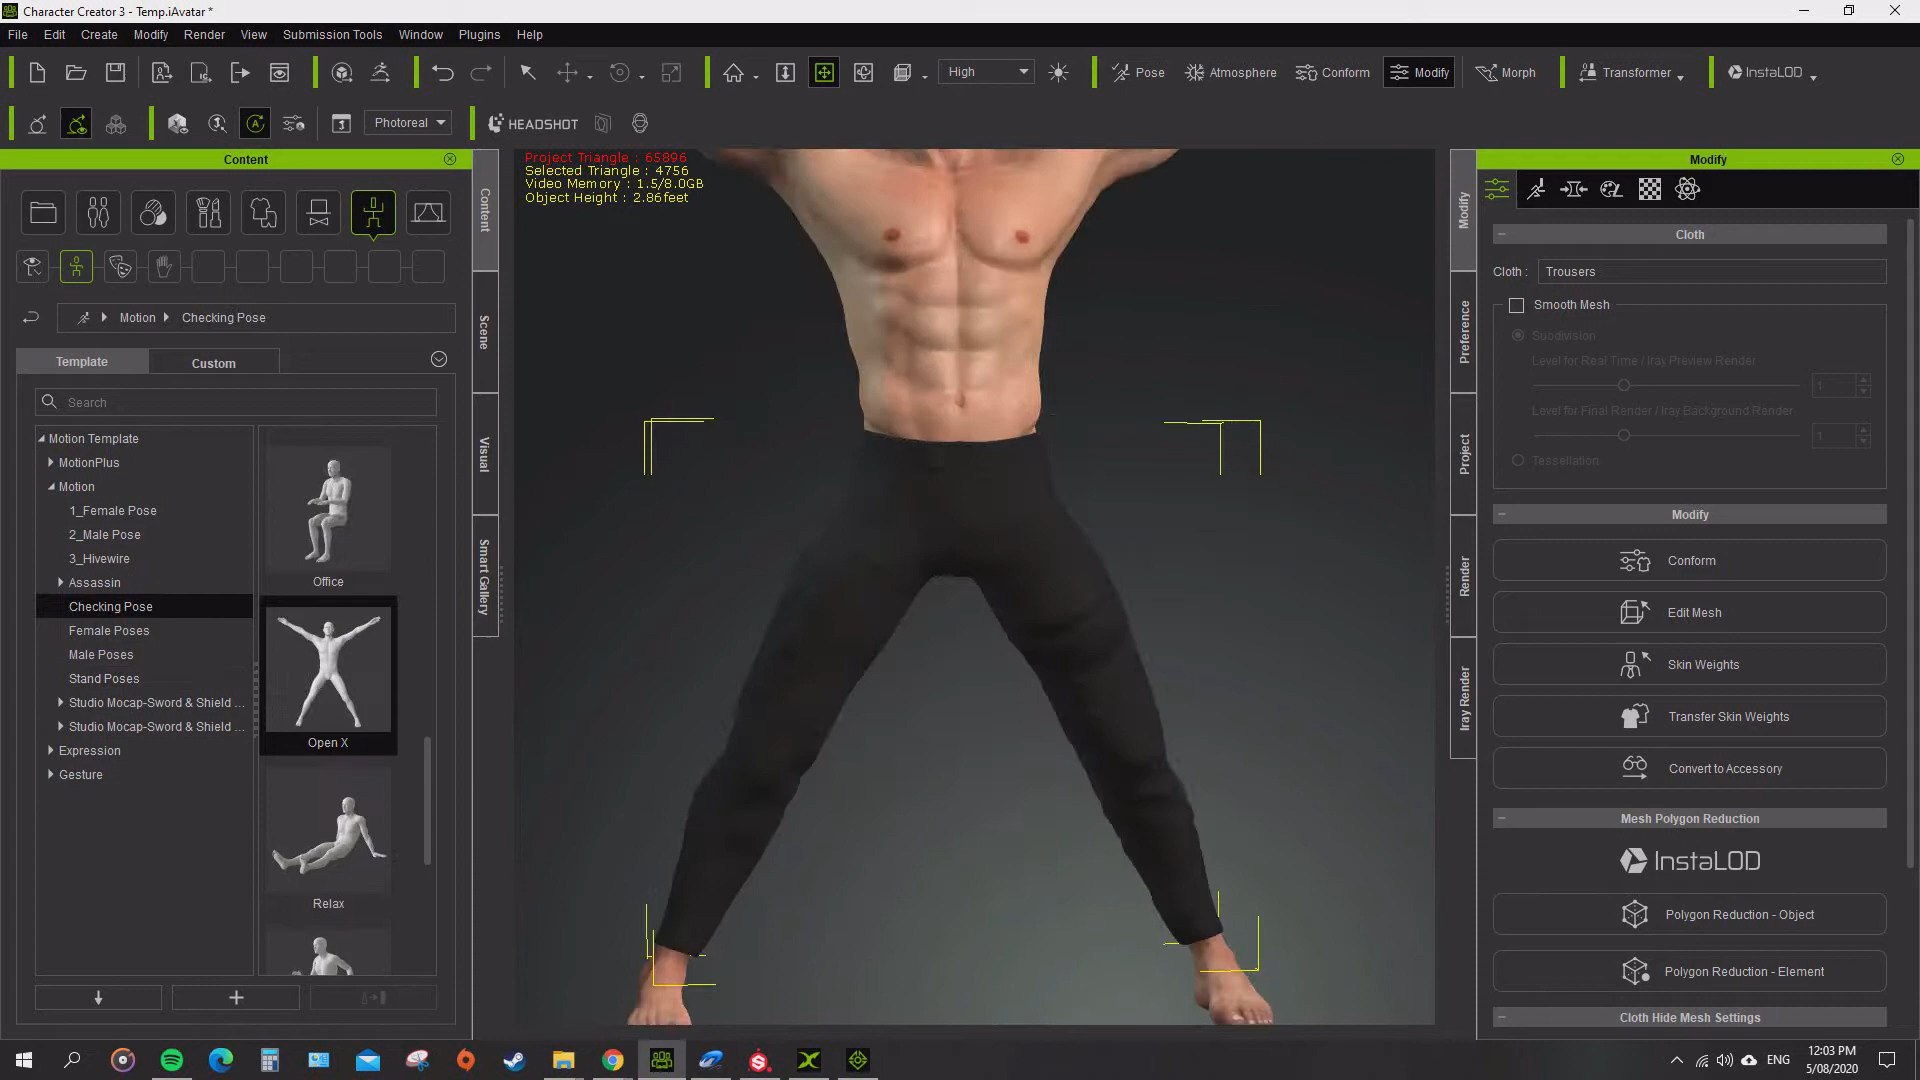 Character Creator 3 - Temp.iAvatar *
File Edit Create Modify Render View Submission Tools Window Plugins Help
High Pose Atmosphere Conform Modify Morph Transformer InstaLOD
Photoreal HEADSHOT
Content
Motion Checking Pose
Template Custom
Search
Motion Template
MotionPlus
Motion
1_Female Pose
2_Male Pose
3_Hivewire
Assassin
Checking Pose
Female Poses
Male Poses
Stand Poses
Studio Mocap-Sword & Shield ...
Studio Mocap-Sword & Shield ...
Expression
Gesture
Office
Open X
Relax
Content
Scene
Visual
Smart Gallery
Project Triangle : 65896
Selected Triangle : 4756
Video Memory : 1.5/8.0GB
Object Height : 2.86feet
Modify
Preference
Project
Render
Iray Render
Modify
Cloth
Cloth : Trousers
Smooth Mesh
Subdivision
Level for Real Time / Iray Preview Render
1
Level for Final Render / Iray Background Render
1
Tessellation
Modify
Conform
Edit Mesh
Skin Weights
Transfer Skin Weights
Convert to Accessory
Mesh Polygon Reduction
InstaLOD
Polygon Reduction - Object
Polygon Reduction - Element
Cloth Hide Mesh Settings
ENG
12:03 PM
5/08/2020